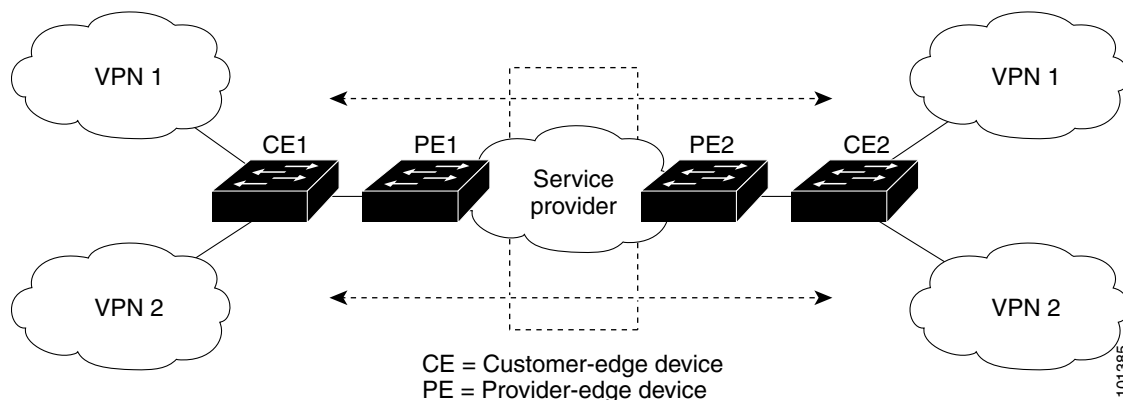 VPN 1
VPN 1
CE1
PE1
PE2
CE2
Service
provider
VPN 2
VPN 2
CE = Customer-edge device
PE = Provider-edge device
101385